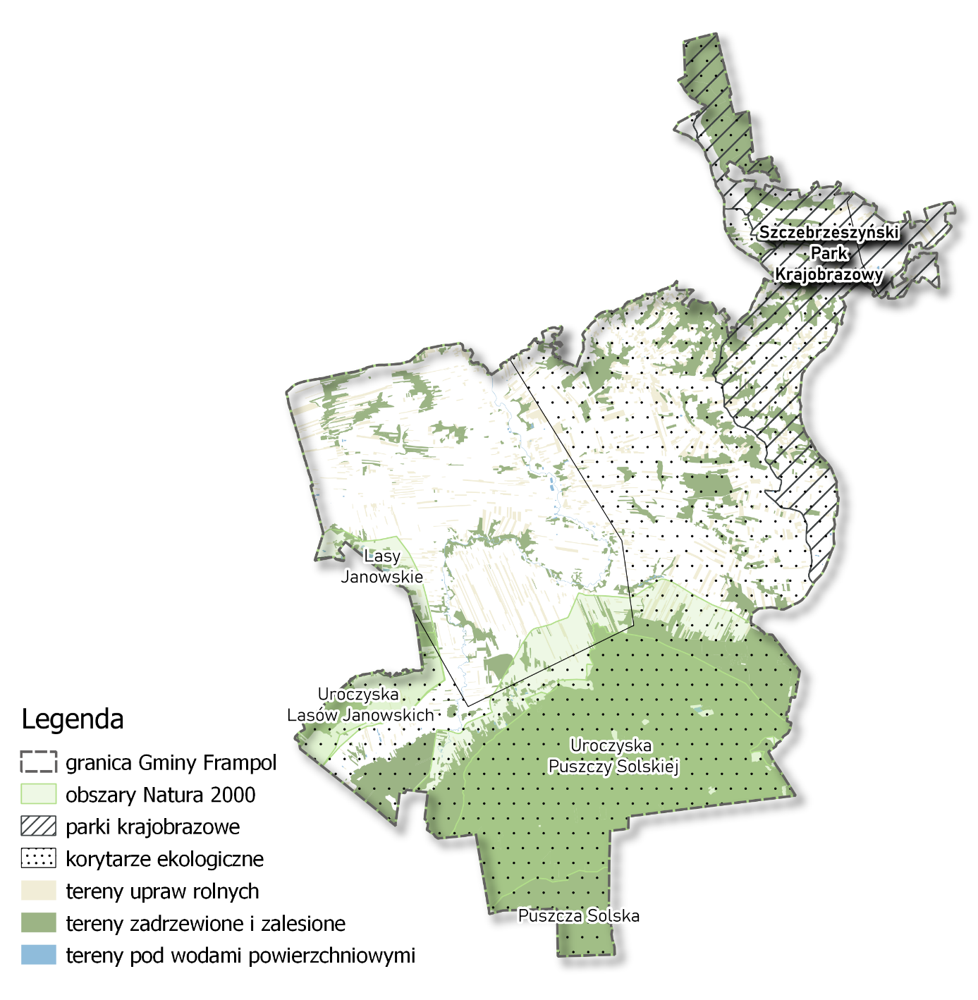 Szczebrzeszyński
Park
Krajobrazowy
Lasy
Janowskie
Uroczyska
Lasów Janowskich
Uroczyska
Puszczy Solskiej
Puszcza Solska
Legenda
granica Gminy Frampol
obszary Natura 2000
parki krajobrazowe
korytarze ekologiczne
tereny upraw rolnych
tereny zadrzewione i zalesione
tereny pod wodami powierzchniowymi